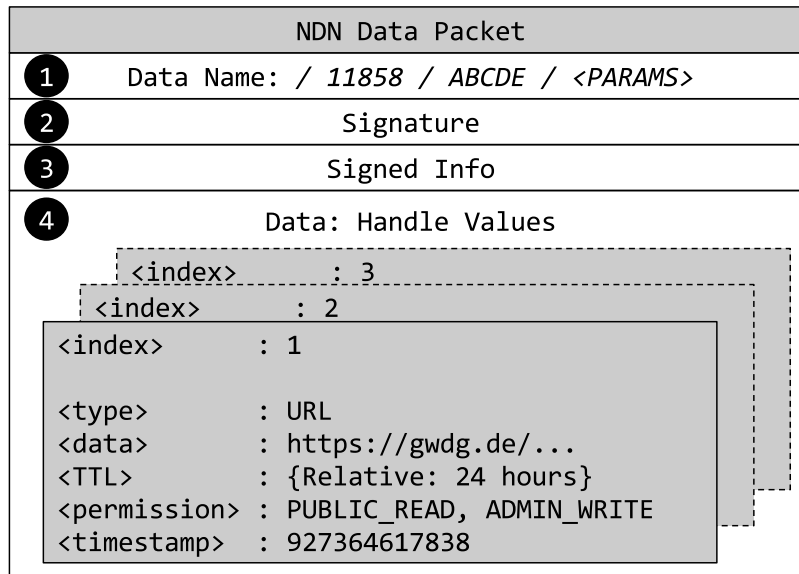 NDN Data Packet
1 Data Name: / 11858 / ABCDE / <PARAMS>
2 Signature
3 Signed Info
4 Data: Handle Values
<index> : 3
<index> : 2
<index> : 1
<type> : URL
<data> : https://gwdg.de/...
<TTL> : {Relative: 24 hours}
<permission> : PUBLIC_READ, ADMIN_WRITE
<timestamp> : 927364617838